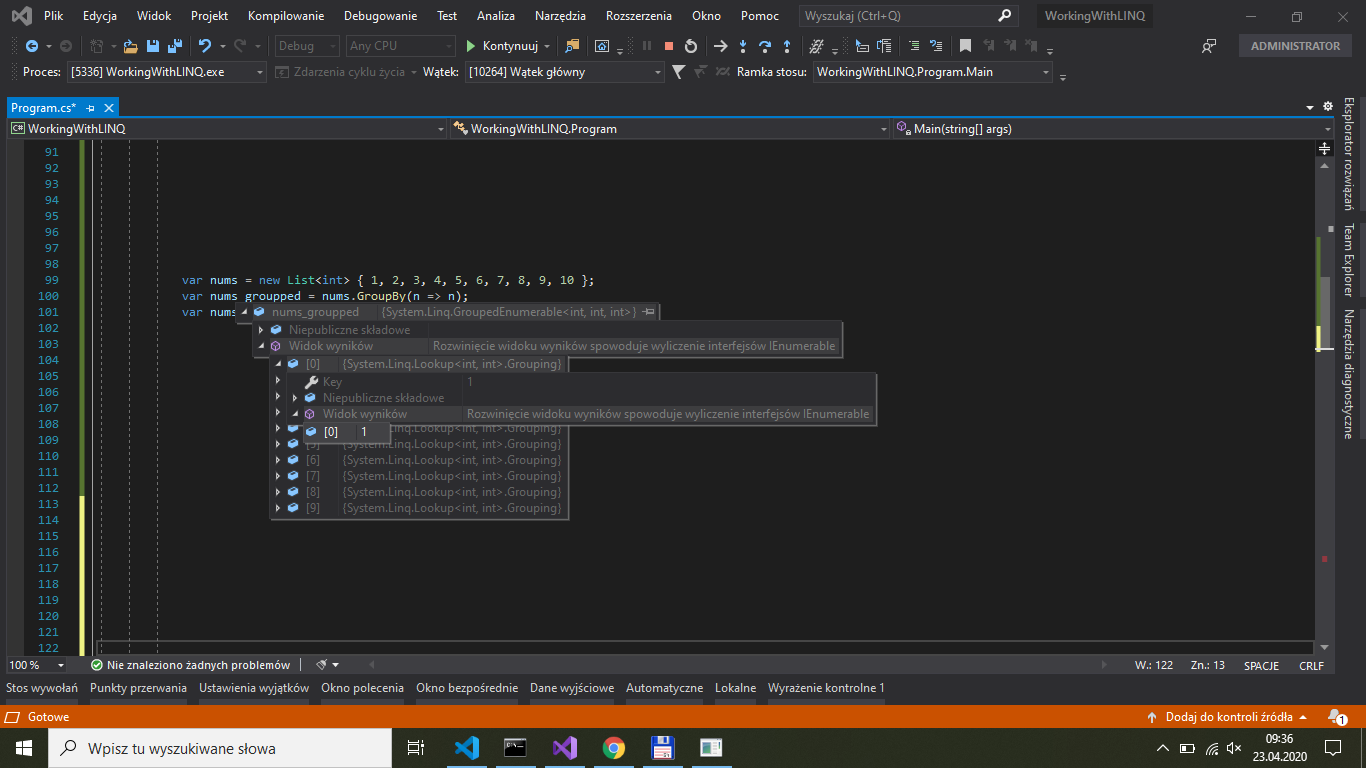 Plik Edycja Widok Projekt Kompilowanie Debugowanie Test Analiza Narzędzia Rozszerzenia Okno Pomoc Wyszukaj (Ctrl+Q) WorkingWithLINQ
Debug Any CPU Kontynuuj ADMINISTRATOR
Proces: [5336] WorkingWithLINQ.exe Zdarzenia cyklu życia Wątek: [10264] Wątek główny Ramka stosu: WorkingWithLINQ.Program.Main
Program.cs*
C# WorkingWithLINQ WorkingWithLINQ.Program Main(string[] args)
Eksplorator rozwiązań
Team Explorer
Narzędzia diagnostyczne
91
92
93
94
95
96
97
98
99 var nums = new List<int> { 1, 2, 3, 4, 5, 6, 7, 8, 9, 10 };
100 var nums_groupped = nums.GroupBy(n => n);
101 var nums nums_groupped {System.Linq.GroupedEnumerable<int, int, int>}
102 Niepubliczne składowe
103 Widok wyników Rozwinięcie widoku wyników spowoduje wyliczenie interfejsów IEnumerable
104 [0] {System.Linq.Lookup<int, int>.Grouping}
105 Key 1
106 Niepubliczne składowe
107 Widok wyników Rozwinięcie widoku wyników spowoduje wyliczenie interfejsów IEnumerable
108 [0] 1 {System.Linq.Lookup<int, int>.Grouping}
109 [5] {System.Linq.Lookup<int, int>.Grouping}
110 [6] {System.Linq.Lookup<int, int>.Grouping}
111 [7] {System.Linq.Lookup<int, int>.Grouping}
112 [8] {System.Linq.Lookup<int, int>.Grouping}
113 [9] {System.Linq.Lookup<int, int>.Grouping}
114
115
116
117
118
119
120
121
122
100 % Nie znaleziono żadnych problemów W.: 122 Zn.: 13 SPACJE CRLF
Stos wywołań Punkty przerwania Ustawienia wyjątków Okno polecenia Okno bezpośrednie Dane wyjściowe Automatyczne Lokalne Wyrażenie kontrolne 1
Gotowe Dodaj do kontroli źródła 1
Wpisz tu wyszukiwane słowa 09:36
23.04.2020